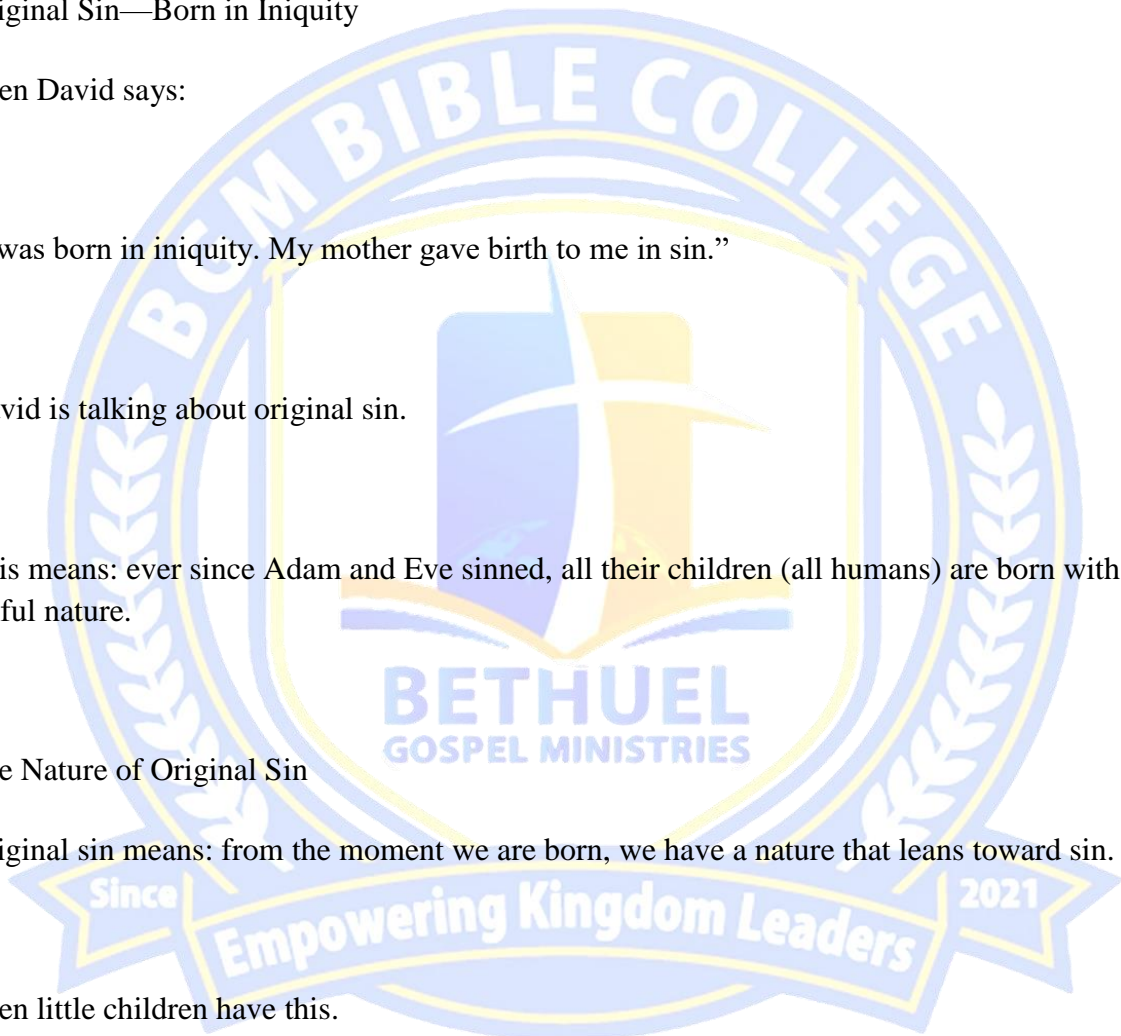 iginal Sin—Born in Iniquity
en David says:
was born in iniquity. My mother gave birth to me in sin.”
vid is talking about original sin.
is means: ever since Adam and Eve sinned, all their children (all humans) are born with
ful nature.
e Nature of Original Sin
iginal sin means: from the moment we are born, we have a nature that leans toward sin.
en little children have this.
BGM BIBLE COLLEGE
BETHUEL
GOSPEL MINISTRIES
Since
2021
Empowering Kingdom Leaders